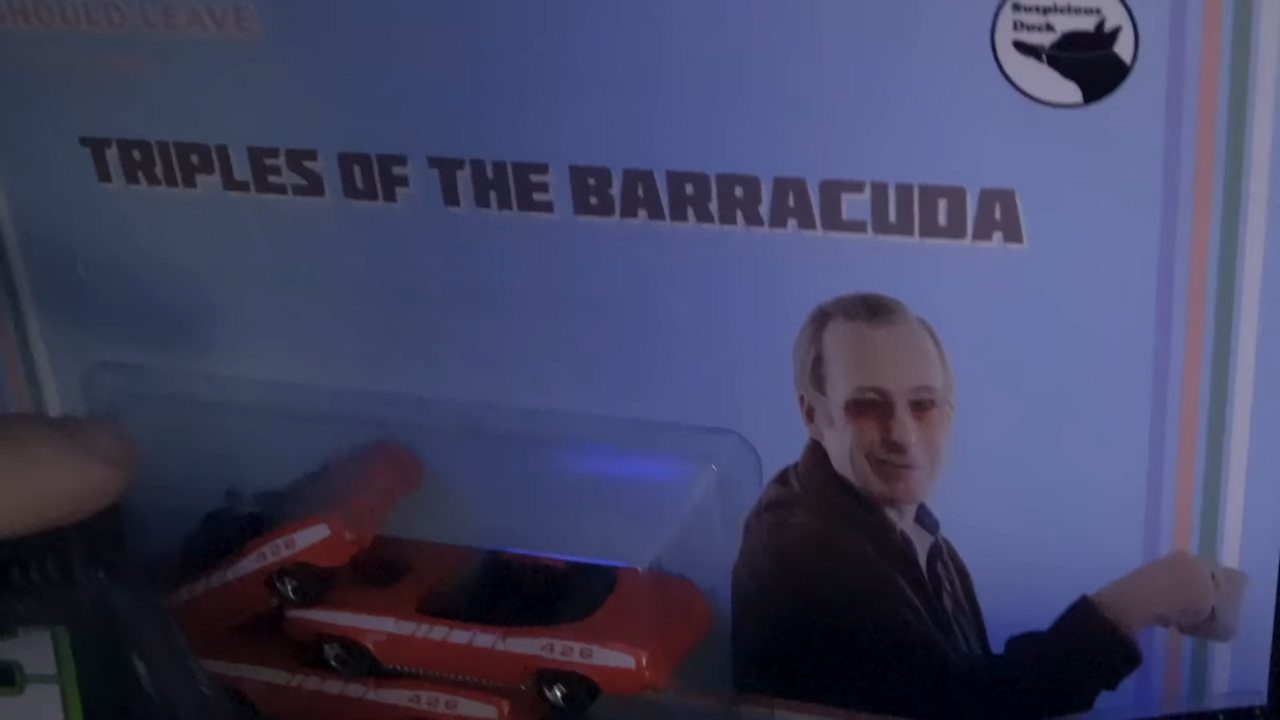 SHOULD LEAVE
Suspicious
Duck
TRIPLES OF THE BARRACUDA
426
426
426